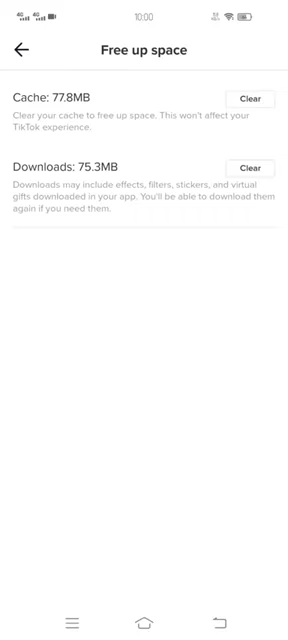 4G 4G 10:00
Free up space
Cache: 77.8MB
Clear
Clear your cache to free up space. This won't affect your
TikTok experience.
Downloads: 75.3MB
Clear
Downloads may include effects, filters, stickers, and virtual
gifts downloaded in your app. You'll be able to download them
again if you need them.